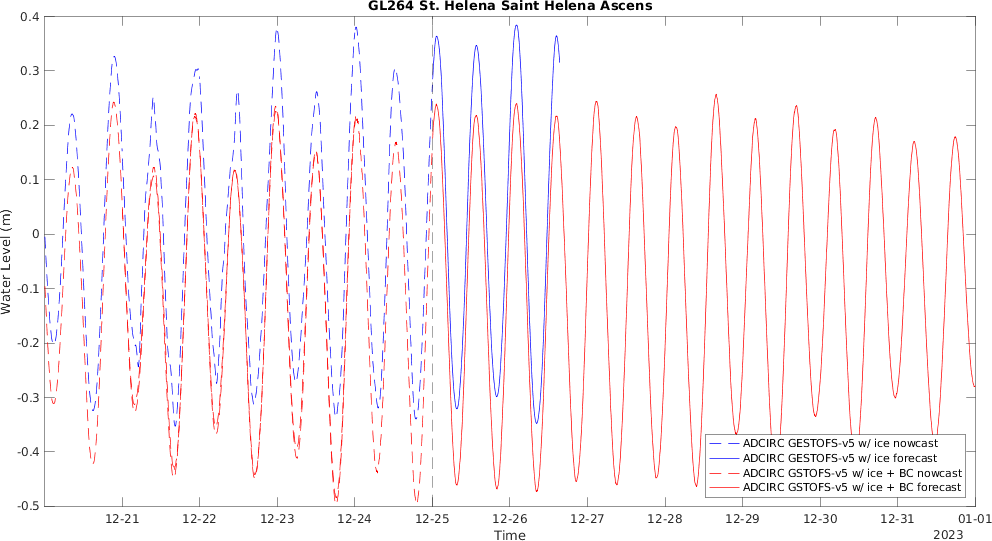 GL264 St. Helena Saint Helena Ascens
0.4
0.3
0.2
0.1
0
-0.1
-0.2
-0.3
-0.4
-0.5
Water Level (m)
ADCIRC GESTOFS-v5 w/ ice nowcast
ADCIRC GESTOFS-v5 w/ ice forecast
ADCIRC GSTOFS-v5 w/ ice + BC nowcast
ADCIRC GSTOFS-v5 w/ ice + BC forecast
12-21 12-22 12-23 12-24 12-25 12-26 12-27 12-28 12-29 12-30 12-31 01-01
Time
2023